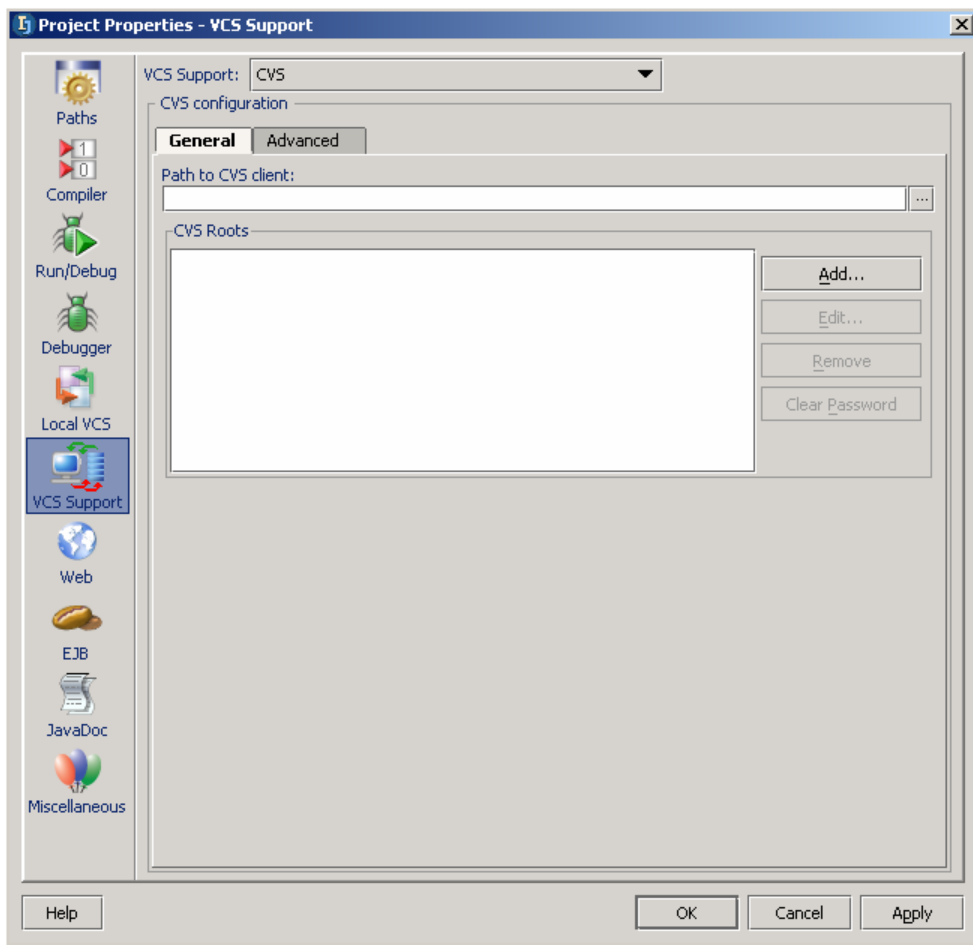 Project Properties - VCS Support
Paths
1
0
Compiler
Run/Debug
Debugger
Local VCS
VCS Support
Web
EJB
JavaDoc
Miscellaneous
VCS Support: CVS
CVS configuration
General Advanced
Path to CVS client:
...
CVS Roots
Add...
Edit...
Remove
Clear Password
Help OK Cancel Apply